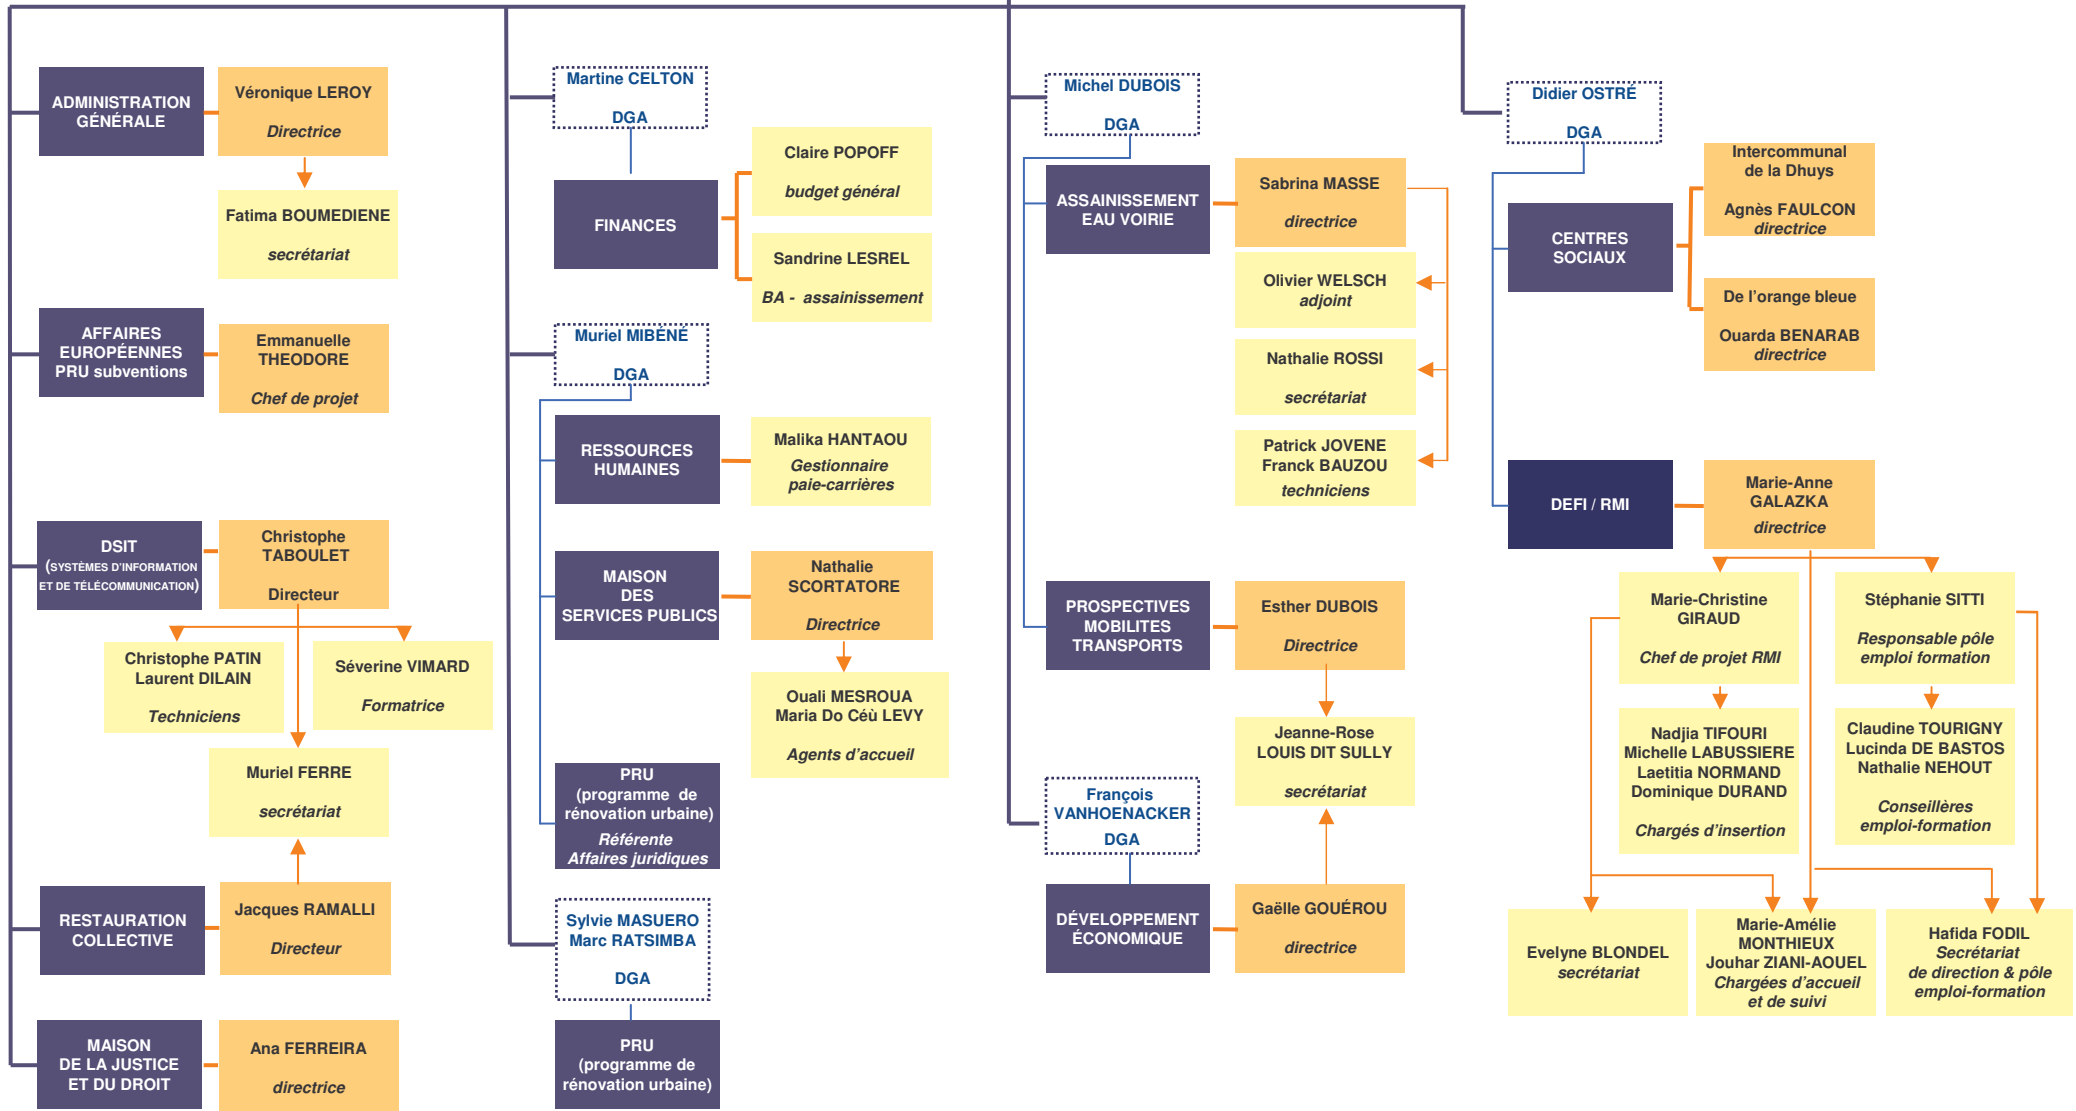 ADMINISTRATION
GÉNÉRALE
Véronique LEROY
Directrice
Fatima BOUMEDIENE
secrétariat
AFFAIRES
EUROPÉENNES
PRU subventions
Emmanuelle
THEODORE
Chef de projet
DSIT
(SYSTÈMES D'INFORMATION
ET DE TÉLÉCOMMUNICATION)
Christophe
TABOULET
Directeur
Christophe PATIN
Laurent DILAIN
Techniciens
Séverine VIMARD
Formatrice
Muriel FERRE
secrétariat
RESTAURATION
COLLECTIVE
Jacques RAMALLI
Directeur
MAISON
DE LA JUSTICE
ET DU DROIT
Ana FERREIRA
directrice
Martine CELTON
DGA
FINANCES
Claire POPOFF
budget général
Sandrine LESREL
BA - assainissement
Muriel MIBÉNÉ
DGA
RESSOURCES
HUMAINES
Malika HANTAOU
Gestionnaire
paie-carrières
MAISON
DES
SERVICES PUBLICS
Nathalie
SCORTATORE
Directrice
Ouali MESROUA
Maria Do Céù LEVY
Agents d'accueil
PRU
(programme de
rénovation urbaine)
Référente
Affaires juridiques
Sylvie MASUERO
Marc RATSIMBA
DGA
PRU
(programme de
rénovation urbaine)
Michel DUBOIS
DGA
ASSAINISSEMENT
EAU VOIRIE
Sabrina MASSE
directrice
Olivier WELSCH
adjoint
Nathalie ROSSI
secrétariat
Patrick JOVENE
Franck BAUZOU
techniciens
PROSPECTIVES
MOBILITES
TRANSPORTS
Esther DUBOIS
Directrice
Jeanne-Rose
LOUIS DIT SULLY
secrétariat
François
VANHOENACKER
DGA
DÉVELOPPEMENT
ÉCONOMIQUE
Gaëlle GOUÉROU
directrice
Didier OSTRÉ
DGA
CENTRES
SOCIAUX
Intercommunal
de la Dhuys
Agnès FAULCON
directrice
De l'orange bleue
Ouarda BENARAB
directrice
DEFI / RMI
Marie-Anne
GALAZKA
directrice
Marie-Christine
GIRAUD
Chef de projet RMI
Stéphanie SITTI
Responsable pôle
emploi formation
Nadjia TIFOURI
Michelle LABUSSIERE
Laetitia NORMAND
Dominique DURAND
Chargés d'insertion
Claudine TOURIGNY
Lucinda DE BASTOS
Nathalie NEHOUT
Conseillères
emploi-formation
Evelyne BLONDEL
secrétariat
Marie-Amélie
MONTHIEUX
Jouhar ZIANI-AOUEL
Chargées d'accueil
et de suivi
Hafida FODIL
Secrétariat
de direction & pôle
emploi-formation